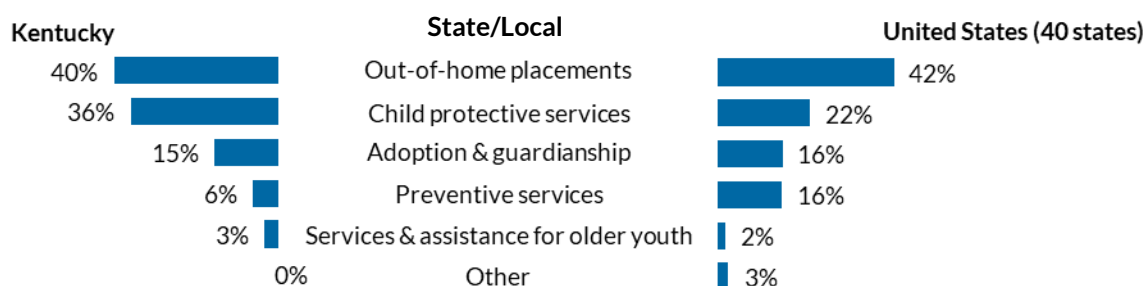 Kentucky State/Local United States (40 states)
40% Out-of-home placements 42%
36% Child protective services 22%
15% Adoption & guardianship 16%
6% Preventive services 16%
3% Services & assistance for older youth 2%
0% Other 3%